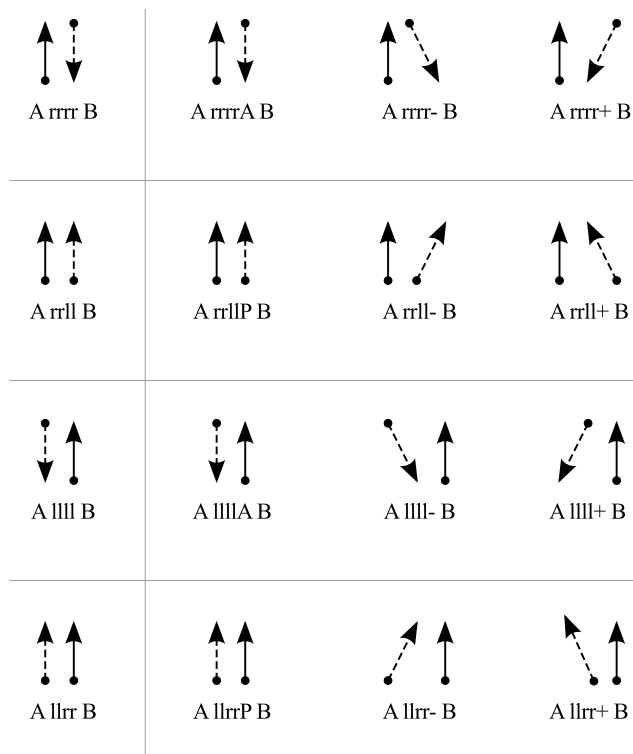 A rrrr B
A rrrrA B
A rrrr- B
A rrrr+ B
A rrll B
A rrllP B
A rrll- B
A rrll+ B
A llll B
A llllA B
A llll- B
A llll+ B
A llrr B
A llrrP B
A llrr- B
A llrr+ B